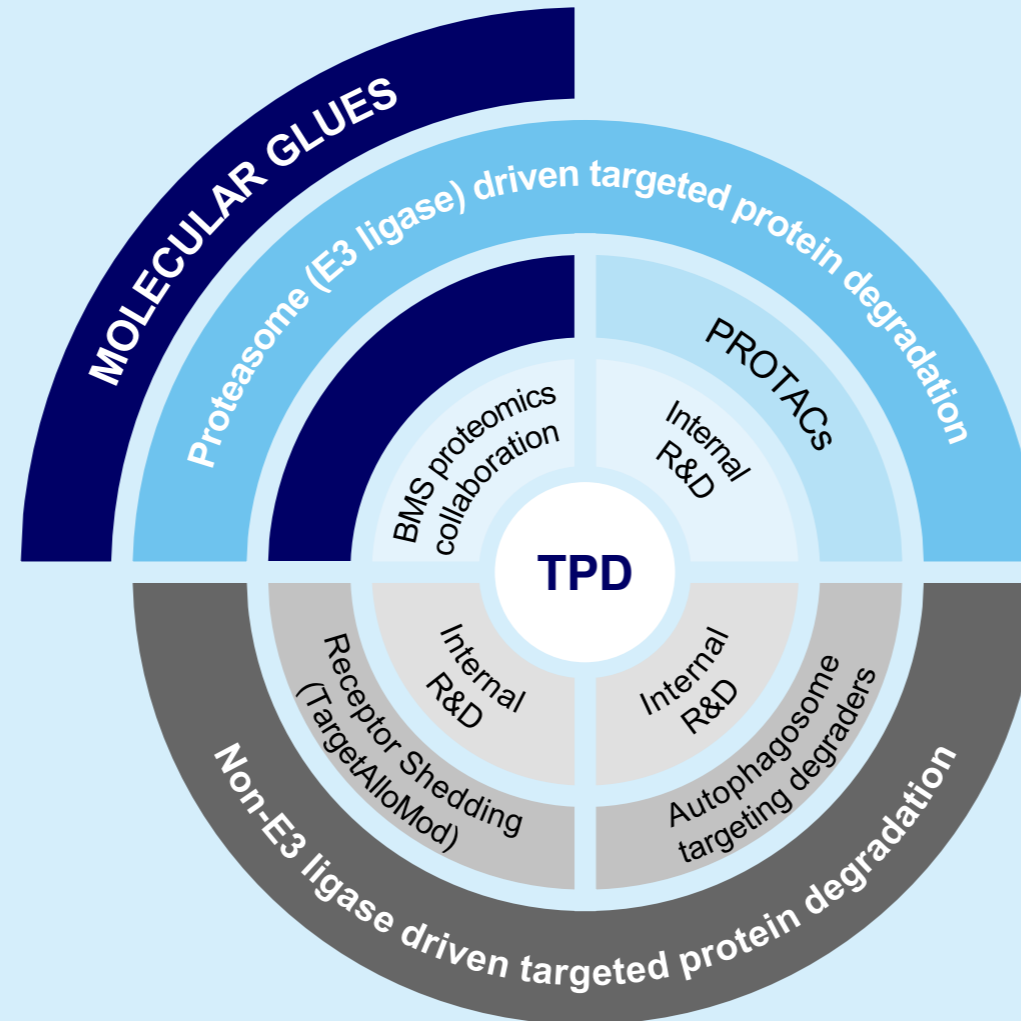 MOLECULAR GLUES
Proteasome (E3 ligase) driven targeted protein degradation
PROTACs
BMS proteomics
collaboration
Internal
R&D
TPD
Internal
R&D
Internal
R&D
Receptor Shedding
(TargetAlloMod)
Autophagosome
targeting degraders
Non-E3 ligase driven targeted protein degradation